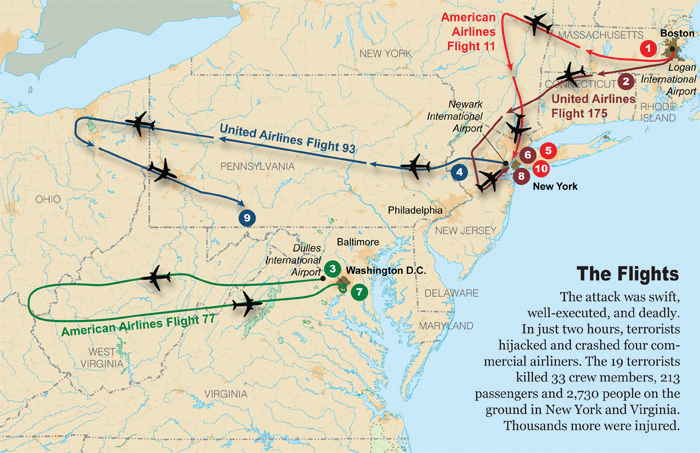 American
Airlines
Flight 11
MASSACHUSETTS
Boston
1
NEW YORK
Logan
International
Airport
2
CONNECTICUT
United Airlines
Flight 175
RHODE
ISLAND
Newark
International
Airport
United Airlines Flight 93
6
5
4
8
10
New York
PENNSYLVANIA
OHIO
9
Philadelphia
NEW JERSEY
Dulles
International
Airport
Baltimore
3
Washington D.C.
7
American Airlines Flight 77
DELAWARE
MARYLAND
WEST
VIRGINIA
VIRGINIA
The Flights
The attack was swift,
well-executed, and deadly.
In just two hours, terrorists
hijacked and crashed four com-
mercial airliners. The 19 terrorists
killed 33 crew members, 213
passengers and 2,730 people on the
ground in New York and Virginia.
Thousands more were injured.